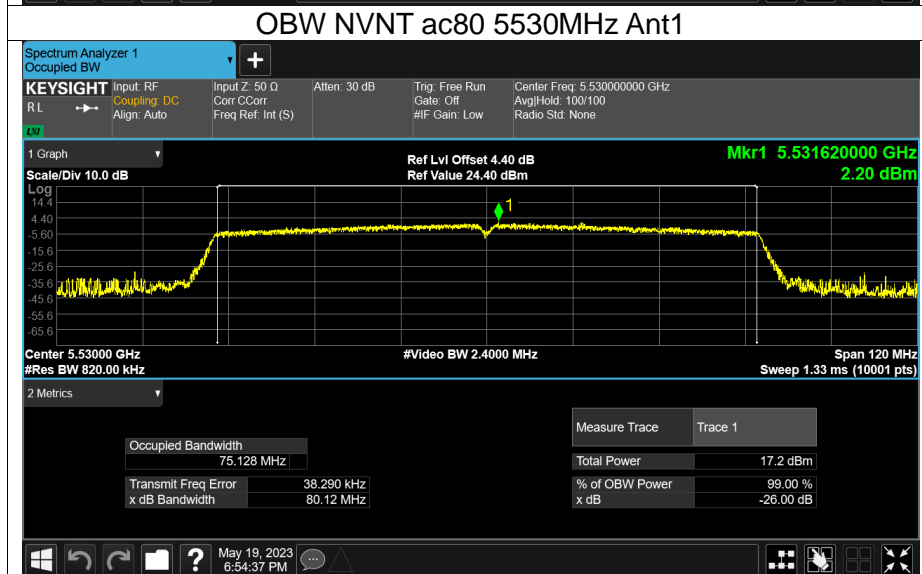 OBW NVNT ac80 5530MHz Ant1
Spectrum Analyzer 1
Occupied BW
+
KEYSIGHT Input: RF Input Z: 50 Ω Atten: 30 dB Trig: Free Run Center Freq: 5.530000000 GHz
R L Coupling: DC Corr CCorr Gate: Off Avg|Hold: 100/100
Align: Auto Freq Ref: Int (S) #IF Gain: Low Radio Std: None
LXI
1 Graph Ref Lvl Offset 4.40 dB Mkr1 5.531620000 GHz
Scale/Div 10.0 dB Ref Value 24.40 dBm 2.20 dBm
Log
14.4
1
4.40
-5.60
-15.6
-25.6
-35.6
-45.6
-55.6
-65.6
Center 5.53000 GHz #Video BW 2.4000 MHz Span 120 MHz
#Res BW 820.00 kHz Sweep 1.33 ms (10001 pts)
2 Metrics
Measure Trace Trace 1
Occupied Bandwidth
75.128 MHz Total Power 17.2 dBm
Transmit Freq Error 38.290 kHz % of OBW Power 99.00 %
x dB Bandwidth 80.12 MHz x dB -26.00 dB
? May 19, 2023
6:54:37 PM